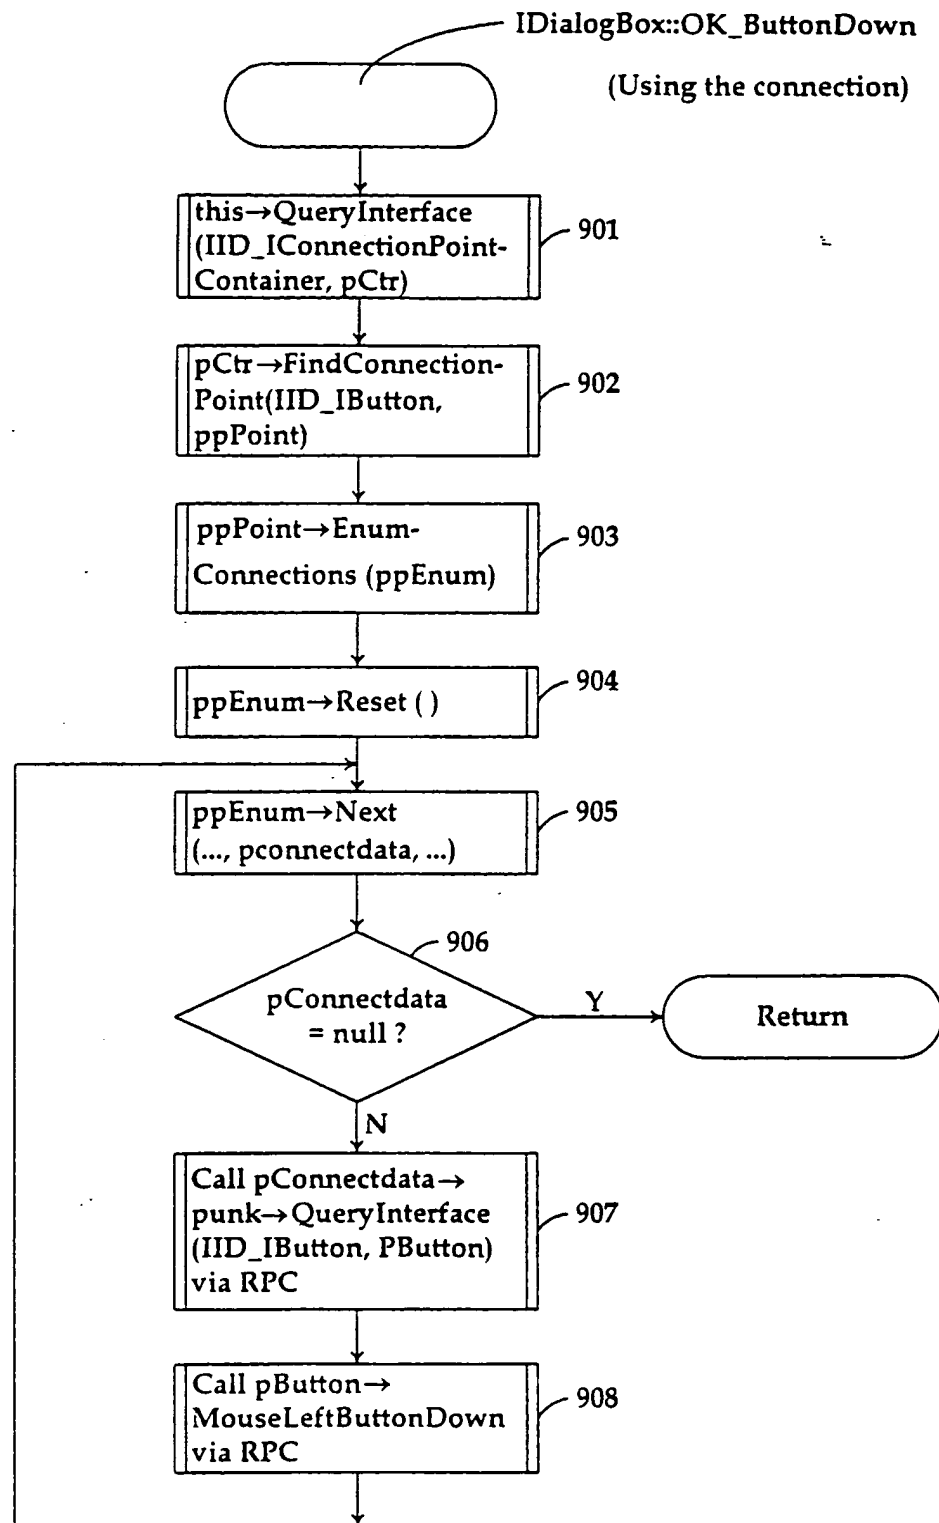 IDialogBox::OK_ButtonDown
(Using the connection)
this→QueryInterface
(IID_IConnectionPoint-
Container, pCtr)
901
pCtr→FindConnection-
Point(IID_IButton,
ppPoint)
902
ppPoint→Enum-
Connections (ppEnum)
903
ppEnum→Reset ( )
904
ppEnum→Next
(..., pconnectdata, ...)
905
906
pConnectdata
= null ?
Y
Return
N
Call pConnectdata→
punk→QueryInterface
(IID_IButton, PButton)
via RPC
907
Call pButton→
MouseLeftButtonDown
via RPC
908